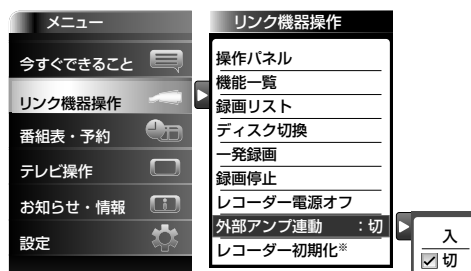 メニュー
今すぐできること
リンク機器操作
番組表・予約
テレビ操作
お知らせ・情報
設定
リンク機器操作
操作パネル
機能一覧
録画リスト
ディスク切換
一発録画
録画停止
レコーダー電源オフ
外部アンプ連動 ：切
レコーダー初期化※
入
切